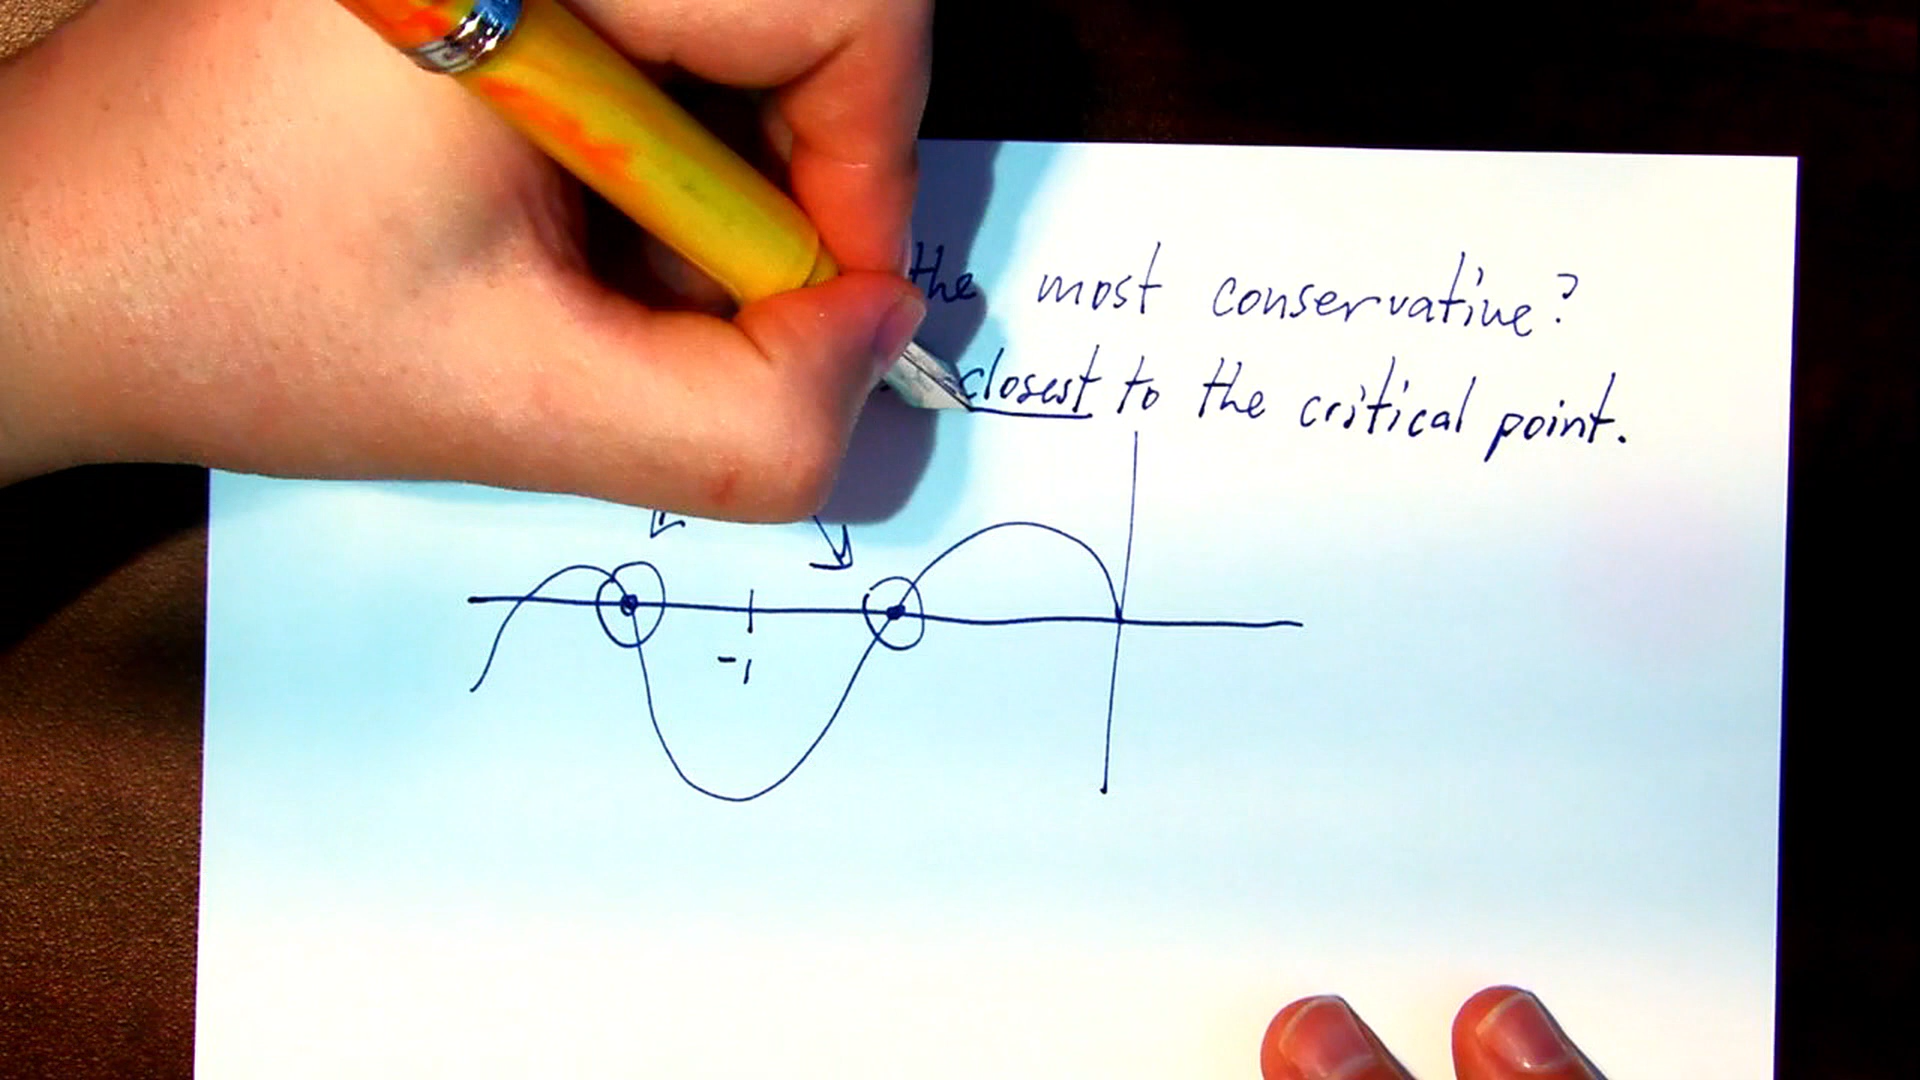 the most conservative?
closest to the critical point.
-1